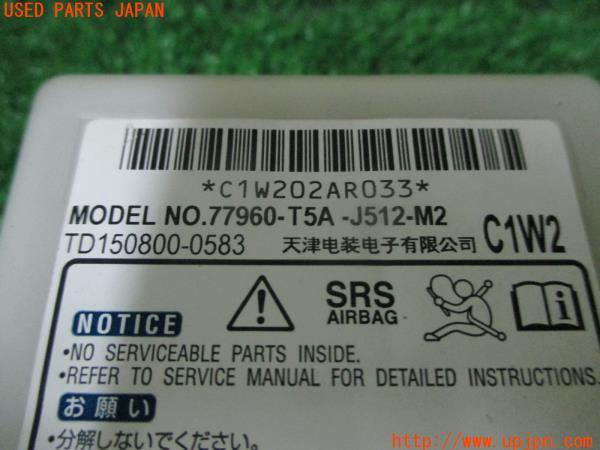 USED PARTS JAPAN
*C1W202AR033*
MODEL NO.77960-T5A -J512-M2
TD150800-0583 天津电装电子有限公司 C1W2
NOTICE
SRS
AIRBAG
•NO SERVICEABLE PARTS INSIDE.
•REFER TO SERVICE MANUAL FOR DETAILED INSTRUCTIONS.
お願い
•分解しないでください。
http://www.upjpn.com